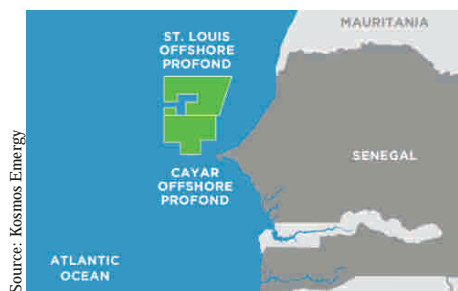 MAURITANIA
ST. LOUIS
OFFSHORE
PROFOND
SENEGAL
CAYAR
OFFSHORE
PROFOND
ATLANTIC
OCEAN
Source: Kosmos Emergy